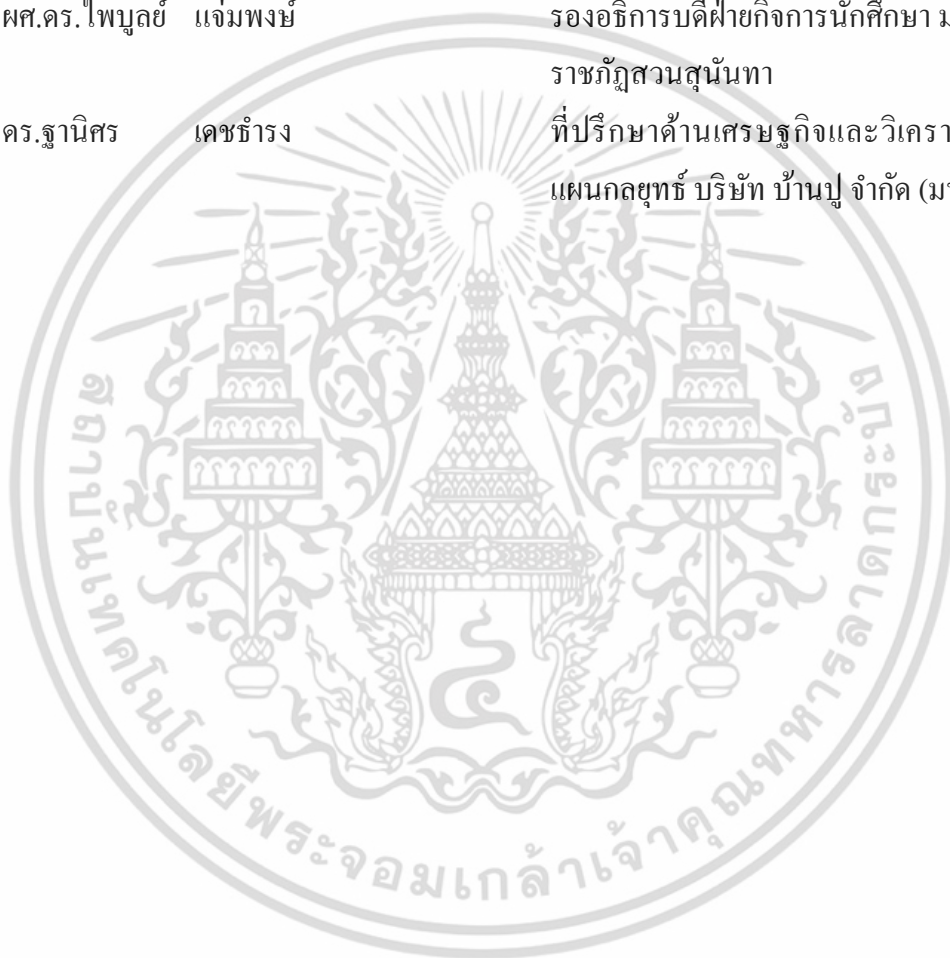 ผศ.ดร.ไพบูลย์ แจ่มพงษ์ รองอธิการบดีฝ่ายกิจการนักศึกษา
ราชภัฏสวนสุนันทา
ดร.ฐานิศร เดชธำรง ที่ปรึกษาด้านเศรษฐกิจและ
แผนกลยุทธ์ บริษัท บ้านปู จำกัด
สถาบันเทคโนโลยีพระจอมเกล้าเจ้าคุณทหารลาดกระบัง
๔